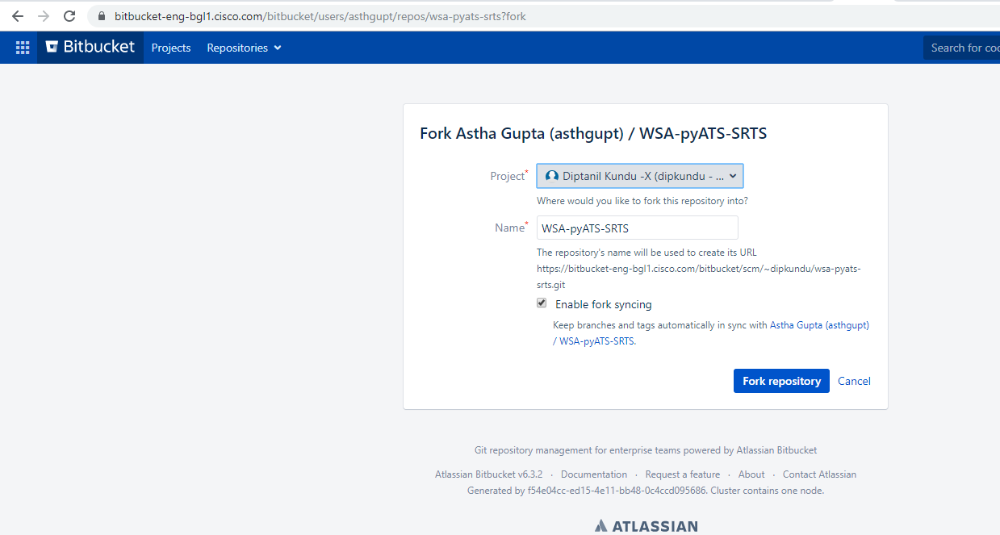 bitbucket-eng-bgl1.cisco.com/bitbucket/users/asthgupt/repos/wsa-pyats-srts?fork
Bitbucket Projects Repositories Search for
Fork Astha Gupta (asthgupt) / WSA-pyATS-SRTS
Project* Diptanil Kundu -X (dipkundu - ...
Where would you like to fork this repository into?
Name* WSA-pyATS-SRTS
The repository's name will be used to create its URL
https://bitbucket-eng-bgl1.cisco.com/bitbucket/scm/~dipkundu/wsa-pyats-
srts.git
Enable fork syncing
Keep branches and tags automatically in sync with Astha Gupta (asthgupt)
/ WSA-pyATS-SRTS.
Fork repository Cancel
Git repository management for enterprise teams powered by Atlassian Bitbucket
Atlassian Bitbucket v6.3.2 · Documentation · Request a feature · About · Contact Atlassian
Generated by f54e04cc-ed15-4e11-bb48-0c4ccd095686. Cluster contains one node.
ATLASSIAN